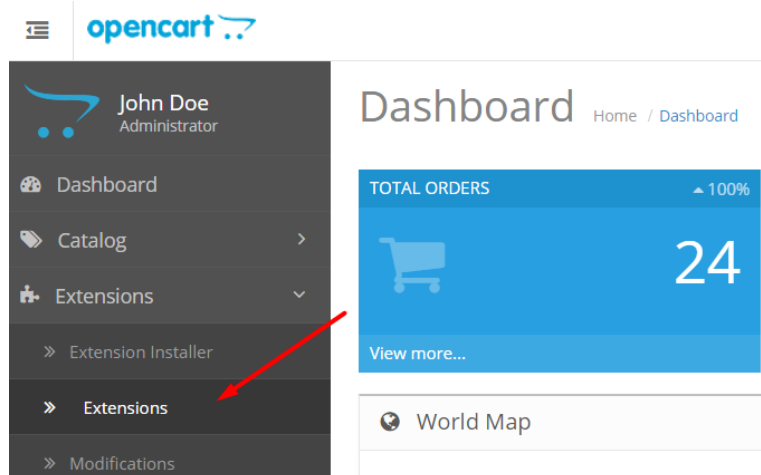 opencart
John Doe
Administrator
Dashboard
Catalog
Extensions
Extension Installer
Extensions
Modifications
Dashboard
Home / Dashboard
TOTAL ORDERS
100%
24
View more...
World Map